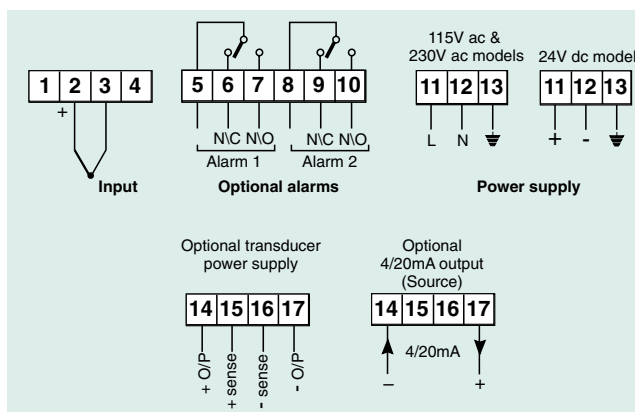 115V ac &
230V ac models
24V dc model
1 2 3 4
+
5 6 7 8 9 10
11 12 13
11 12 13
N\C N\O N\C N\O
Alarm 1 Alarm 2
L N
+ -
Input
Optional alarms
Power supply
Optional transducer
power supply
14 15 16 17
+ O/P
+ sense
- sense
- O/P
Optional
4/20mA output
(Source)
14 15 16 17
4/20mA
– +